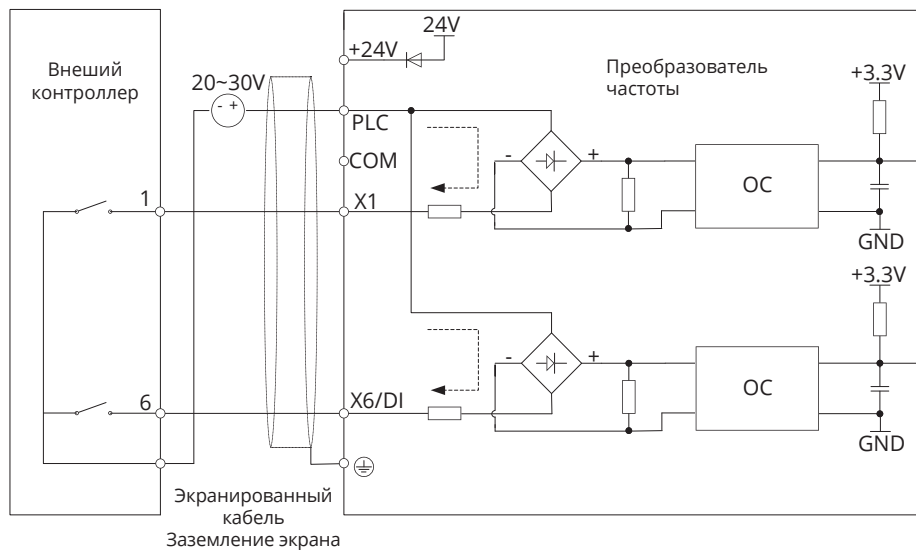 Внеший
контроллер
20~30V
- +
24V
+24V
PLC
COM
X1
1
Преобразователь
частоты
+3.3V
- +
OC
GND
+3.3V
- +
OC
GND
6
X6/DI
Экранированный
кабель
Заземление экрана